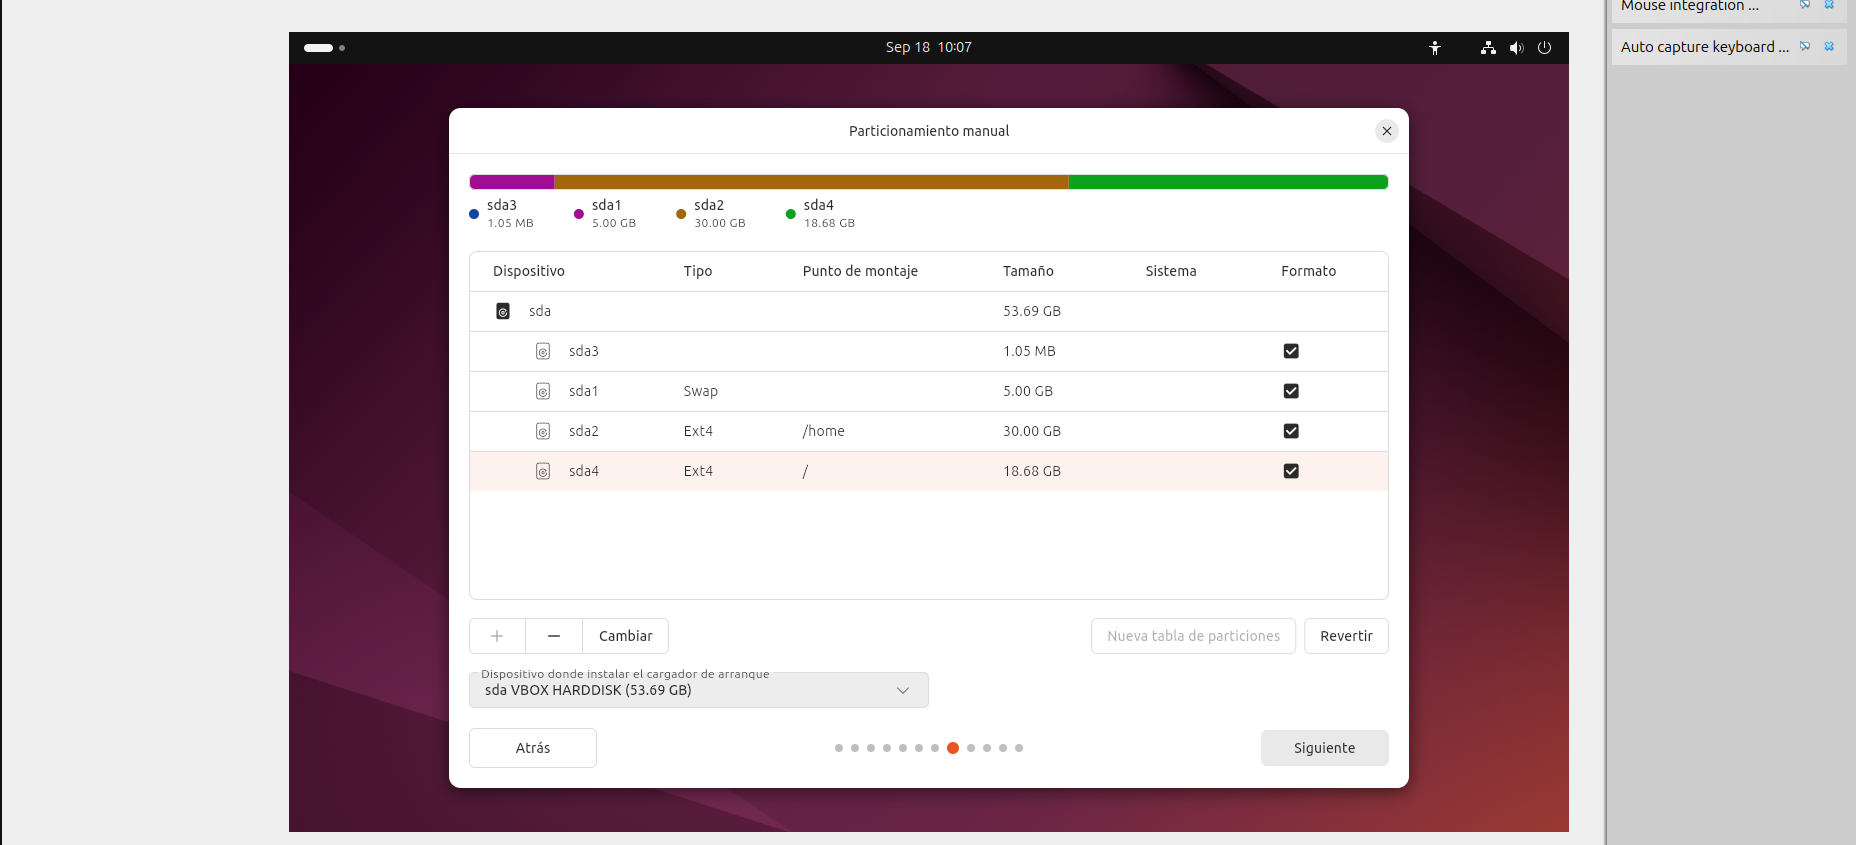 Mouse integration ...
Sep 18 10:07
Auto capture keyboard ...
Particionamiento manual
sda3 sda1 sda2 sda4
1.05 MB 5.00 GB 30.00 GB 18.68 GB
Dispositivo Tipo Punto de montaje Tamaño Sistema Formato
sda 53.69 GB
sda3 1.05 MB
sda1 Swap 5.00 GB
sda2 Ext4 /home 30.00 GB
sda4 Ext4 / 18.68 GB
+ − Cambiar Nueva tabla de particiones Revertir
Dispositivo donde instalar el cargador de arranque
sda VBOX HARDDISK (53.69 GB)
Atrás Siguiente